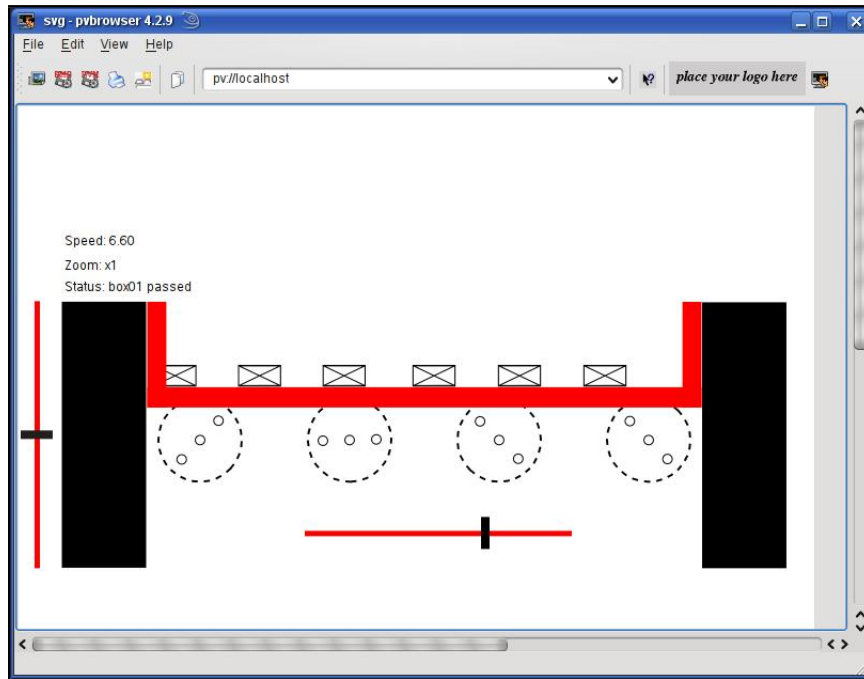 svg - pvbrowser 4.2.9
File Edit View Help
pv://localhost
place your logo here
Speed: 6.60
Zoom: x1
Status: box01 passed